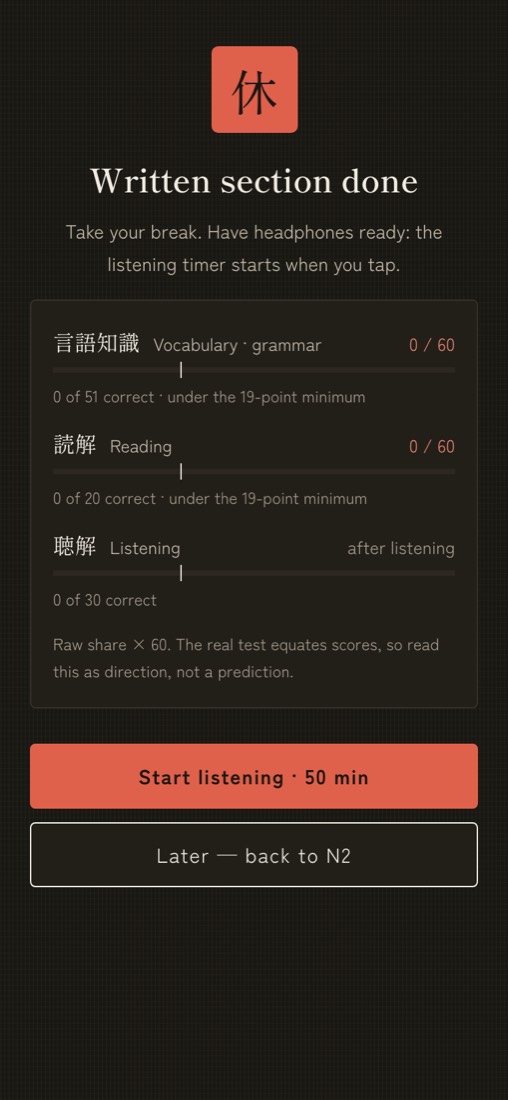 休
Written section done
Take your break. Have headphones ready: the
listening timer starts when you tap.
言語知識 Vocabulary · grammar 0 / 60
0 of 51 correct · under the 19-point minimum
読解 Reading 0 / 60
0 of 20 correct · under the 19-point minimum
聴解 Listening after listening
0 of 30 correct
Raw share × 60. The real test equates scores, so read
this as direction, not a prediction.
Start listening · 50 min
Later — back to N2